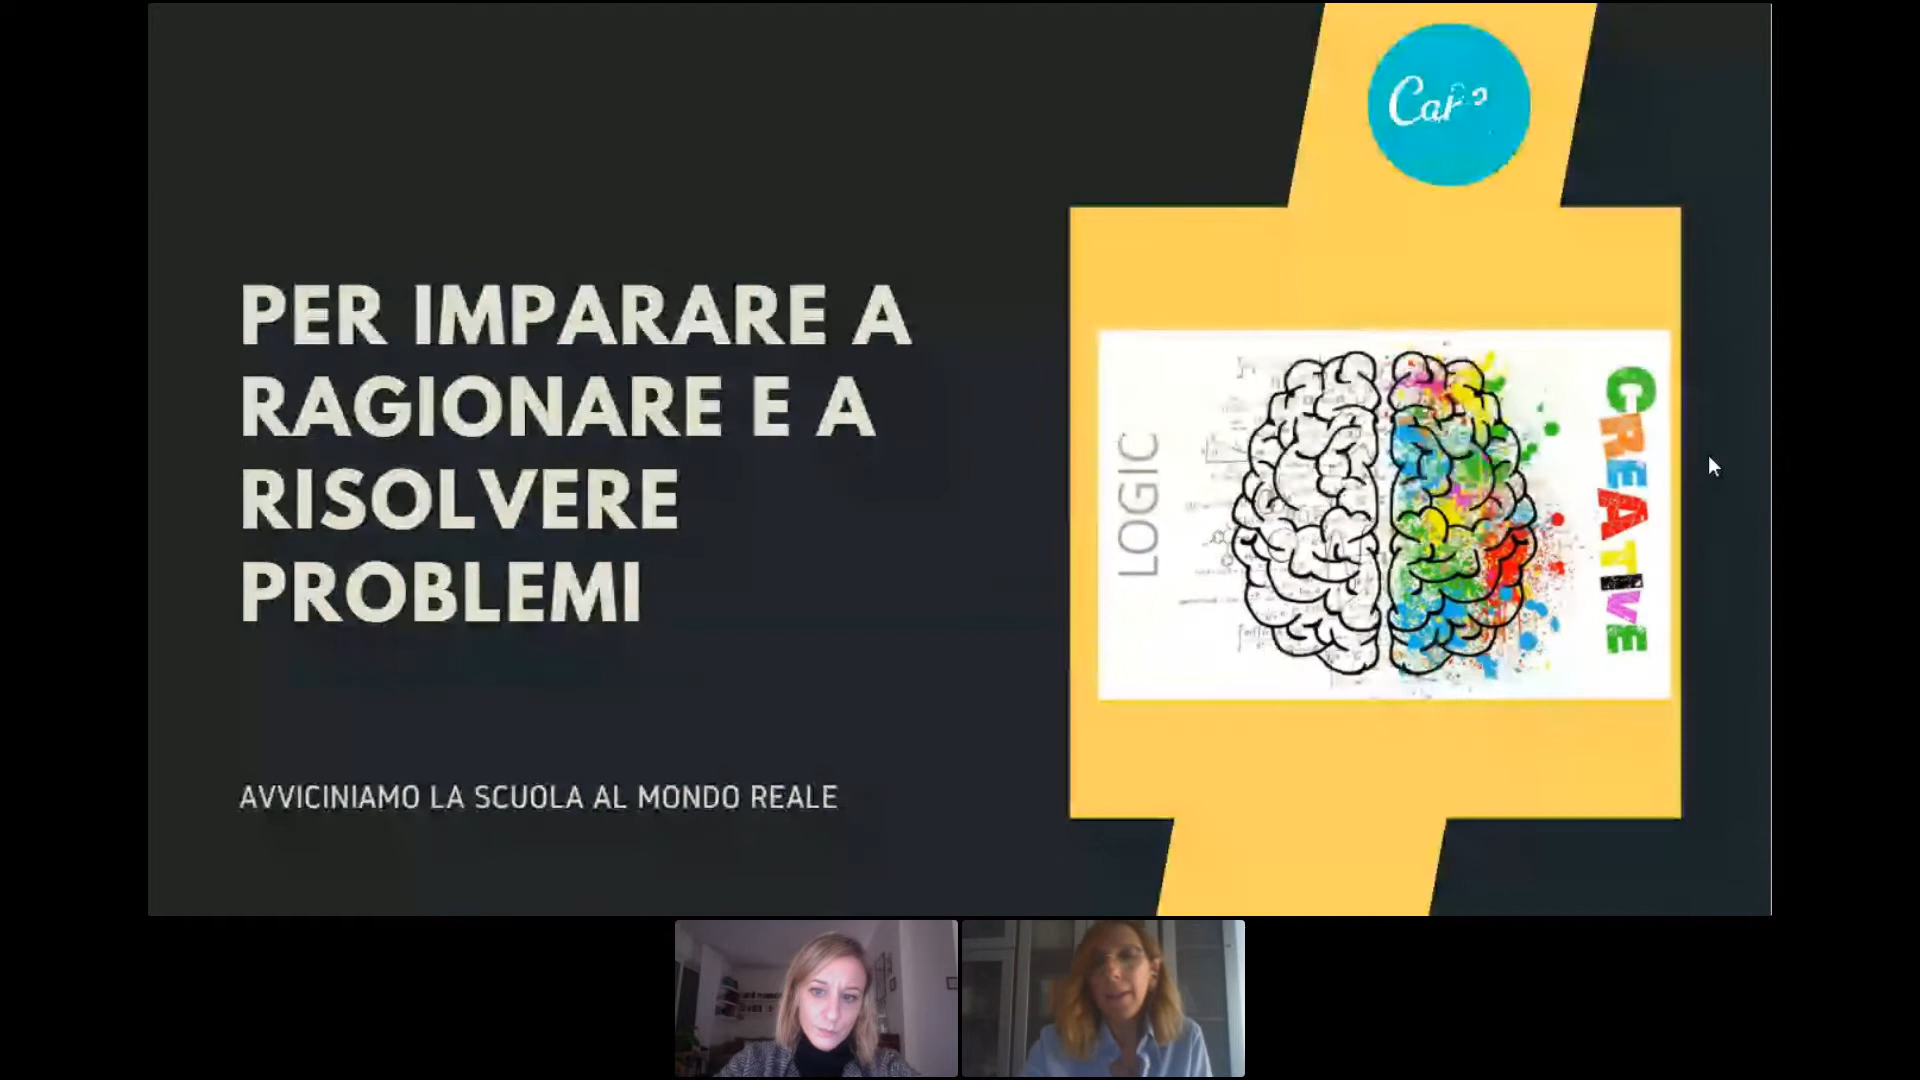 PER IMPARARE A
RAGIONARE E A
RISOLVERE
PROBLEMI
AVVICINIAMO LA SCUOLA AL MONDO REALE
LOGIC
CREATIVE